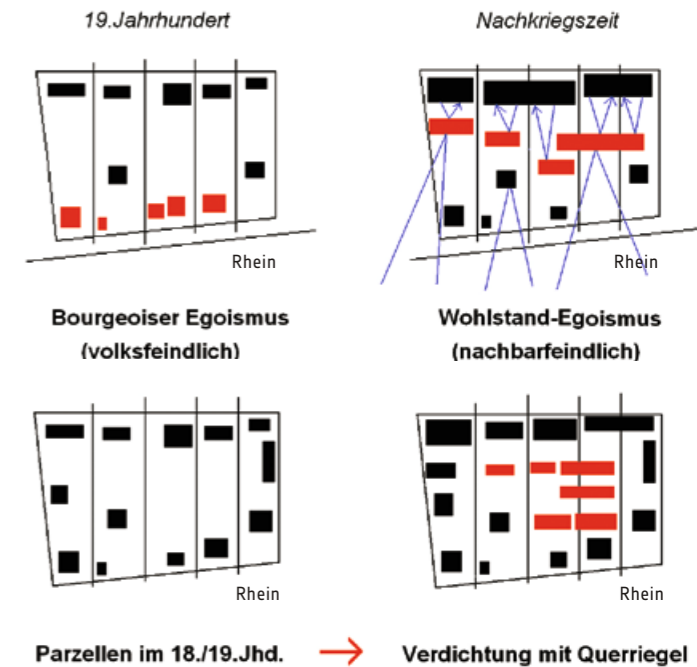 19.Jahrhundert
Nachkriegszeit
Rhein
Rhein
Bourgeoiser Egoismus
(volksfeindlich)
Wohlstand-Egoismus
(nachbarfeindlich)
Rhein
Rhein
Parzellen im 18./19.Jhd. → Verdichtung mit Querriegel